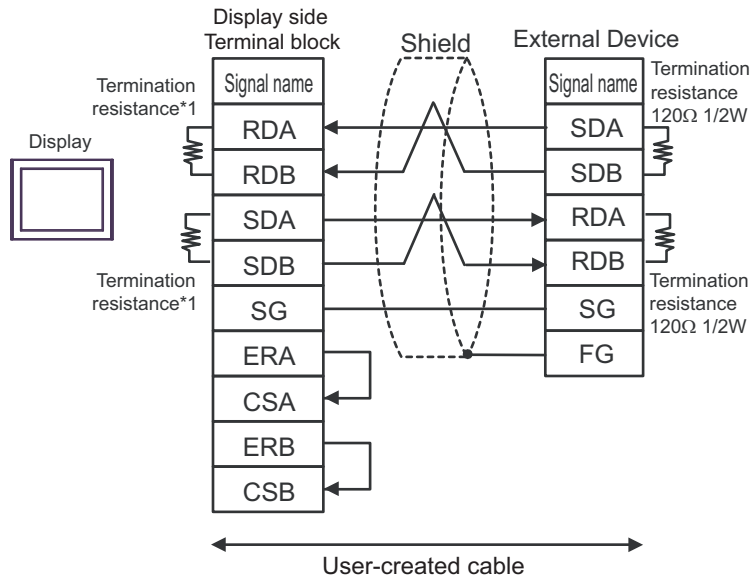 Display side
Terminal block
Shield
External Device
Termination
resistance*1
Display
Termination
resistance*1
Signal name
RDA
RDB
SDA
SDB
SG
ERA
CSA
ERB
CSB
Signal name
SDA
SDB
RDA
RDB
SG
FG
Termination
resistance
120Ω 1/2W
Termination
resistance
120Ω 1/2W
User-created cable